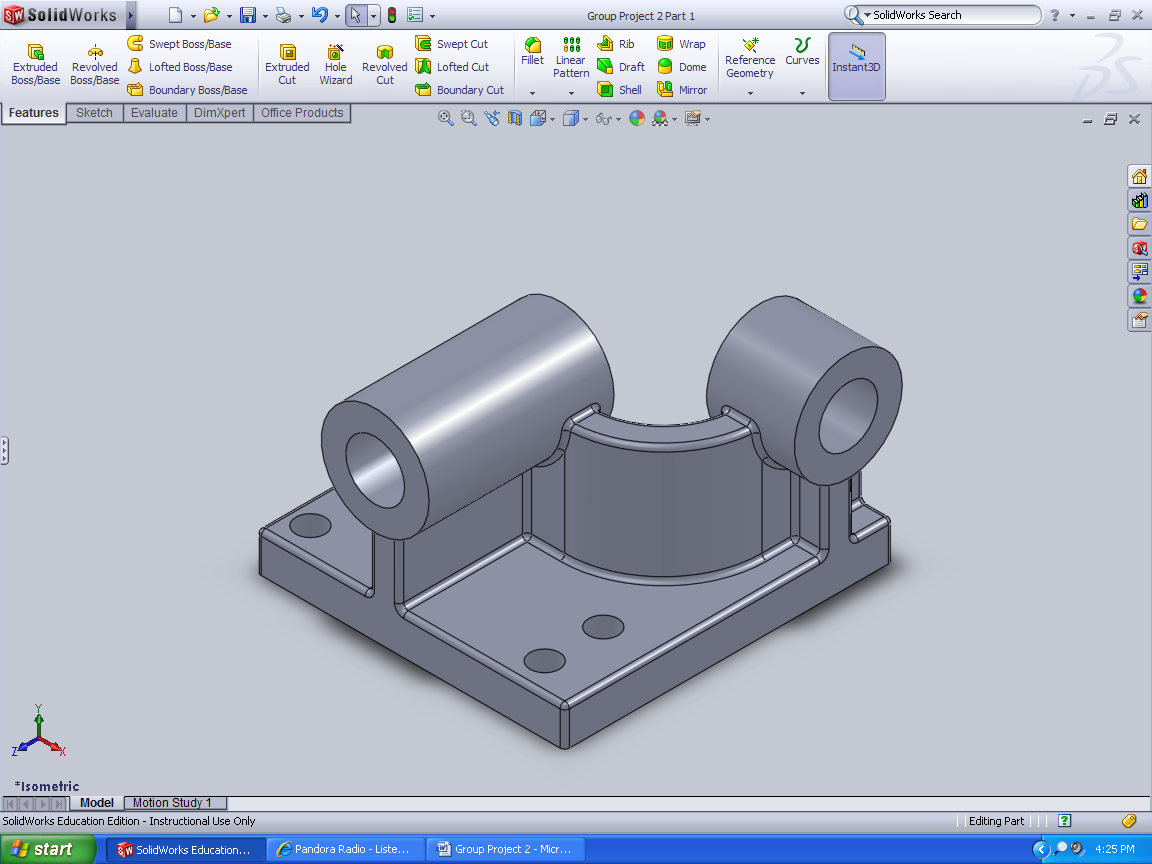 SolidWorks
Group Project 2 Part 1
SolidWorks Search
Extruded Boss/Base
Revolved Boss/Base
Swept Boss/Base
Lofted Boss/Base
Boundary Boss/Base
Extruded Cut
Hole Wizard
Revolved Cut
Swept Cut
Lofted Cut
Boundary Cut
Fillet
Linear Pattern
Rib
Draft
Shell
Wrap
Dome
Mirror
Reference Geometry
Curves
Instant3D
Features Sketch Evaluate DimXpert Office Products
Y
Z X
*Isometric
Model Motion Study 1
SolidWorks Education Edition - Instructional Use Only
Editing Part
start
SolidWorks Education...
Pandora Radio - Liste...
Group Project 2 - Micr...
4:25 PM